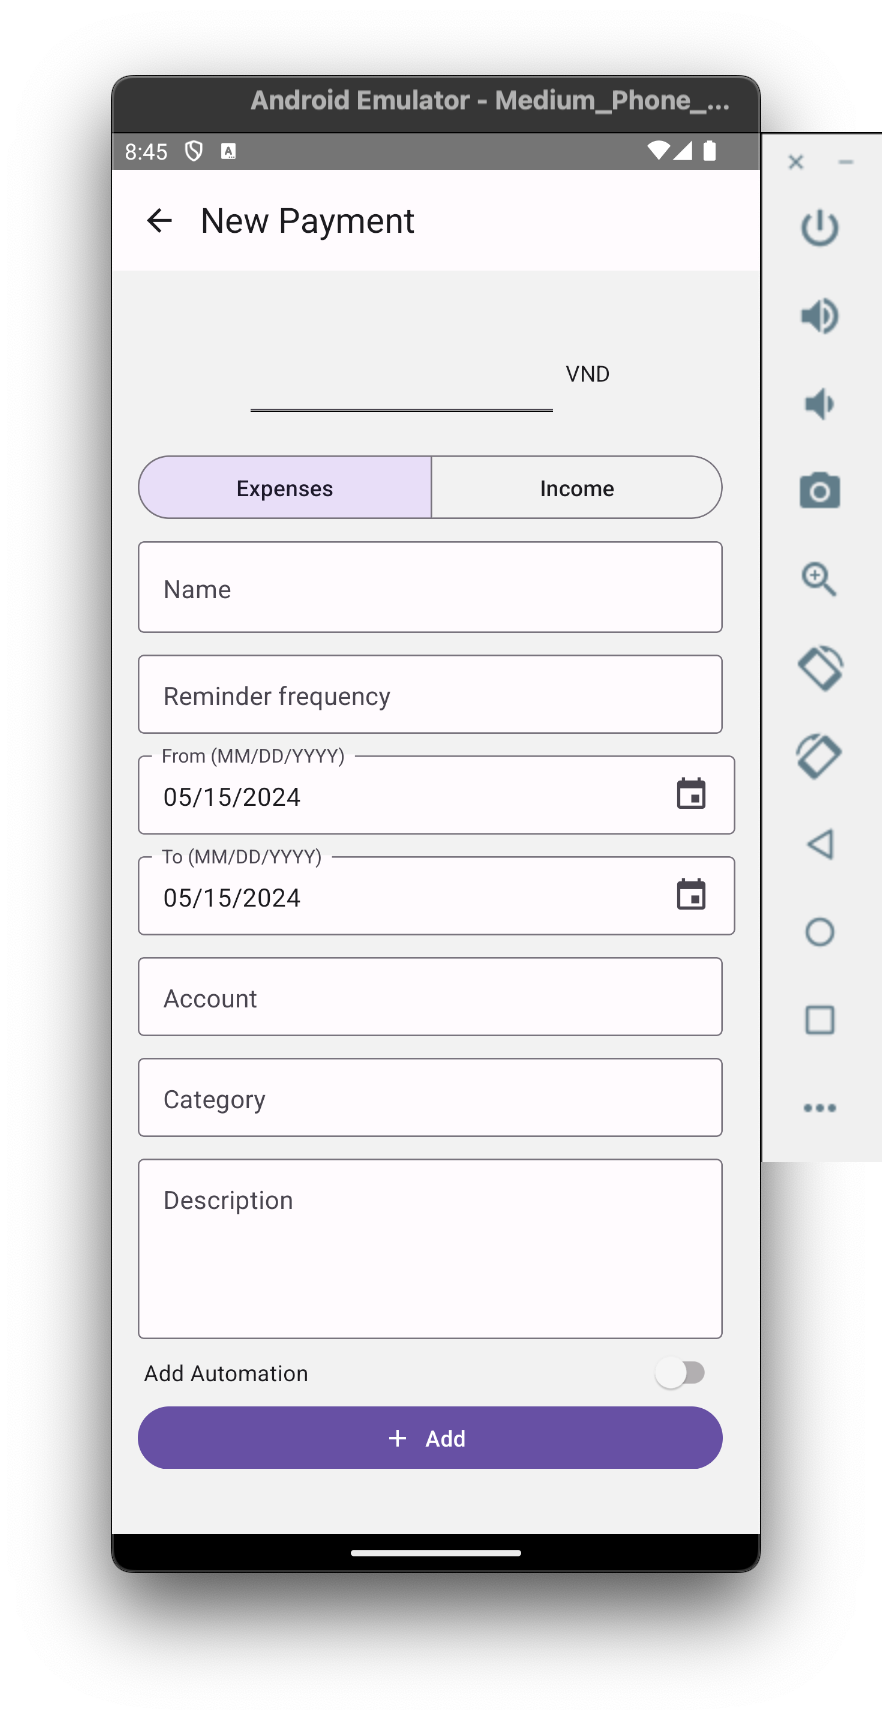 Android Emulator - Medium_Phone_...
8:45
New Payment
VND
Expenses
Income
Name
Reminder frequency
From (MM/DD/YYYY)
05/15/2024
To (MM/DD/YYYY)
05/15/2024
Account
Category
Description
Add Automation
+ Add